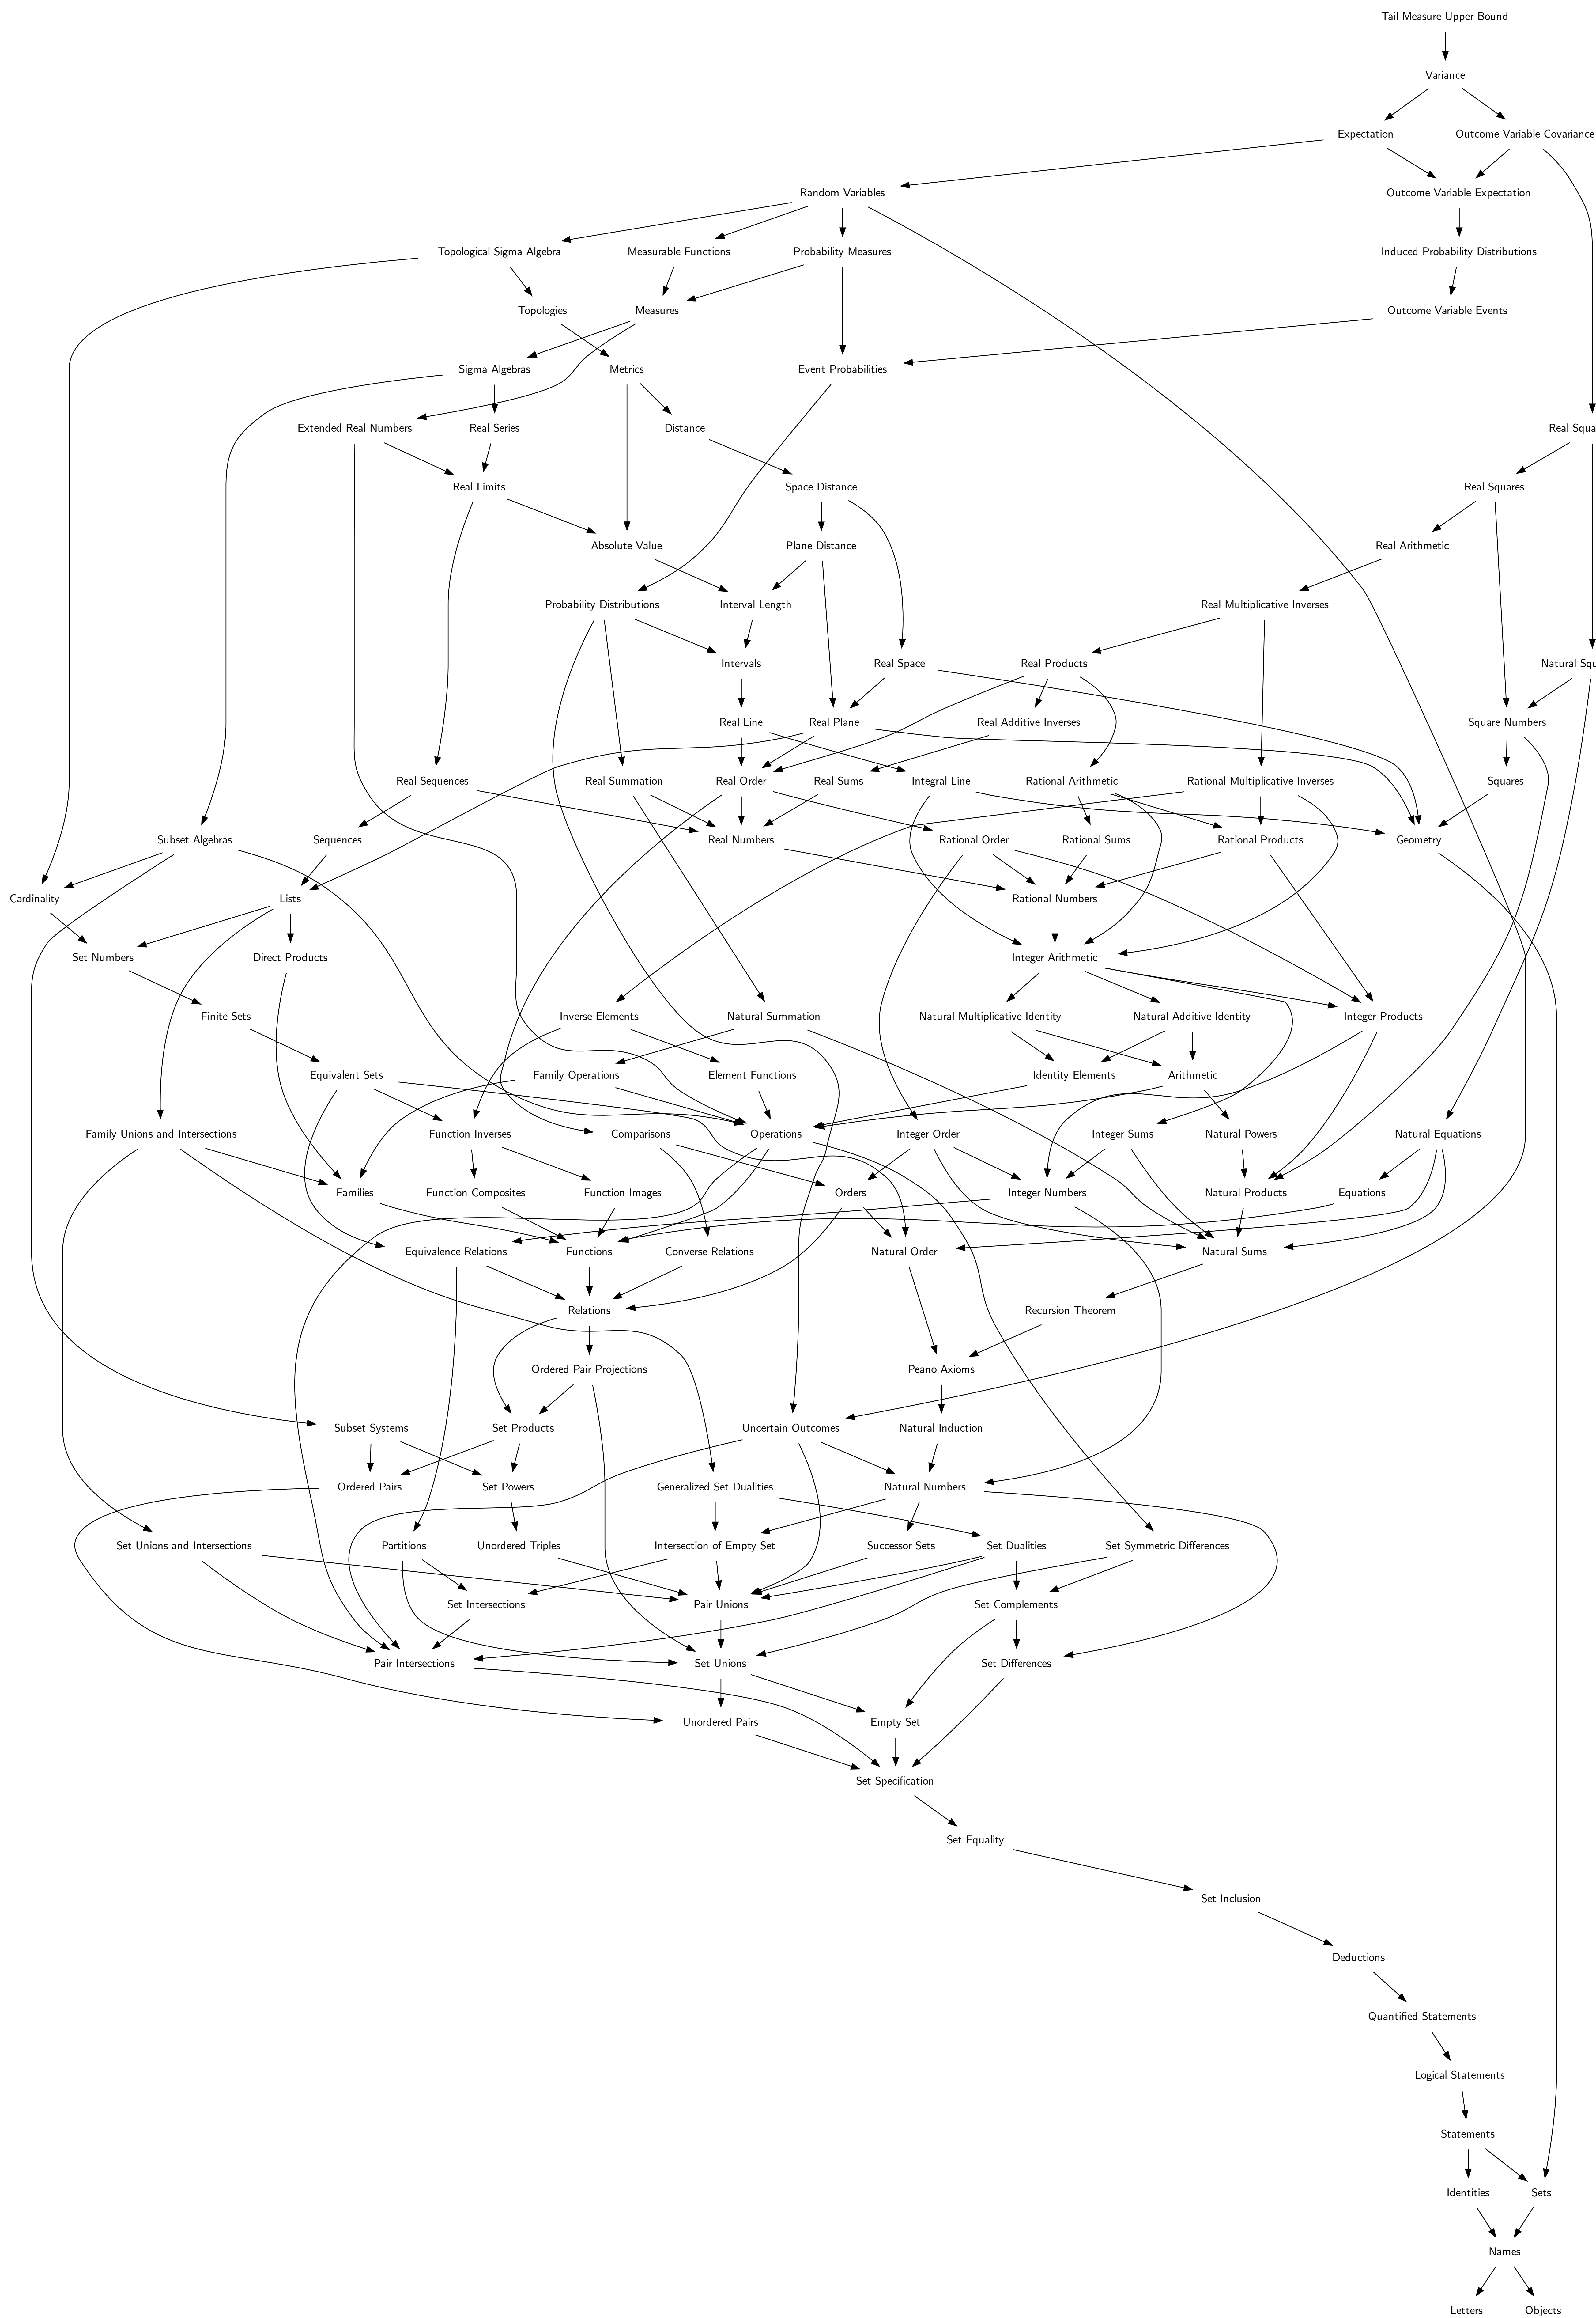 Tail Measure Upper Bound
Variance
Expectation
Outcome Variable Covariance
Random Variables
Outcome Variable Expectation
Topological Sigma Algebra
Measurable Functions
Probability Measures
Induced Probability Distributions
Topologies
Measures
Outcome Variable Events
Sigma Algebras
Metrics
Event Probabilities
Extended Real Numbers
Real Series
Distance
Real Squa
Real Limits
Space Distance
Real Squares
Absolute Value
Plane Distance
Real Arithmetic
Probability Distributions
Interval Length
Real Multiplicative Inverses
Intervals
Real Space
Real Products
Natural Squ
Real Line
Real Plane
Real Additive Inverses
Square Numbers
Real Sequences
Real Summation
Real Order
Real Sums
Integral Line
Rational Arithmetic
Rational Multiplicative Inverses
Squares
Subset Algebras
Sequences
Real Numbers
Rational Order
Rational Sums
Rational Products
Geometry
Cardinality
Lists
Rational Numbers
Set Numbers
Direct Products
Integer Arithmetic
Finite Sets
Inverse Elements
Natural Summation
Natural Multiplicative Identity
Natural Additive Identity
Integer Products
Equivalent Sets
Family Operations
Element Functions
Identity Elements
Arithmetic
Family Unions and Intersections
Function Inverses
Comparisons
Operations
Integer Order
Integer Sums
Natural Powers
Natural Equations
Families
Function Composites
Function Images
Orders
Integer Numbers
Natural Products
Equations
Equivalence Relations
Functions
Converse Relations
Natural Order
Natural Sums
Relations
Recursion Theorem
Ordered Pair Projections
Peano Axioms
Subset Systems
Set Products
Uncertain Outcomes
Natural Induction
Ordered Pairs
Set Powers
Generalized Set Dualities
Natural Numbers
Set Unions and Intersections
Partitions
Unordered Triples
Intersection of Empty Set
Successor Sets
Set Dualities
Set Symmetric Differences
Set Intersections
Pair Unions
Set Complements
Pair Intersections
Set Unions
Set Differences
Unordered Pairs
Empty Set
Set Specification
Set Equality
Set Inclusion
Deductions
Quantified Statements
Logical Statements
Statements
Identities
Sets
Names
Letters
Objects